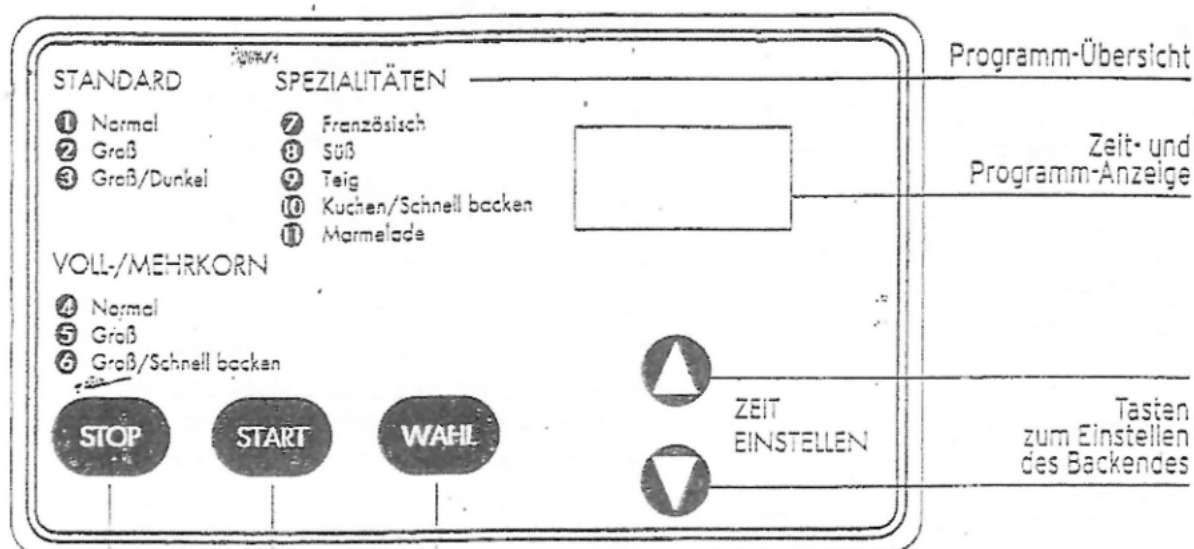 STANDARD
1 Normal
2 Groß
3 Groß/Dunkel
VOLL-/MEHRKORN
4 Normal
5 Groß
6 Groß/Schnell backen
SPEZIALITÄTEN
7 Französisch
8 Süß
9 Teig
10 Kuchen/Schnell backen
11 Marmelade
STOP
START
WAHL
ZEIT
EINSTELLEN
Programm-Übersicht
Zeit- und
Programm-Anzeige
Tasten
zum Einstellen
des Backendes